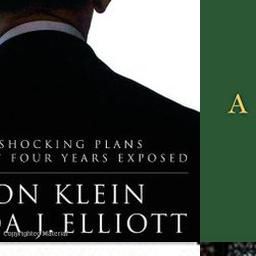 SHOCKING PLANS
FOUR YEARS EXPOSED
ON KLEIN
DA J. ELLIOTT
Copyrighted Material
A